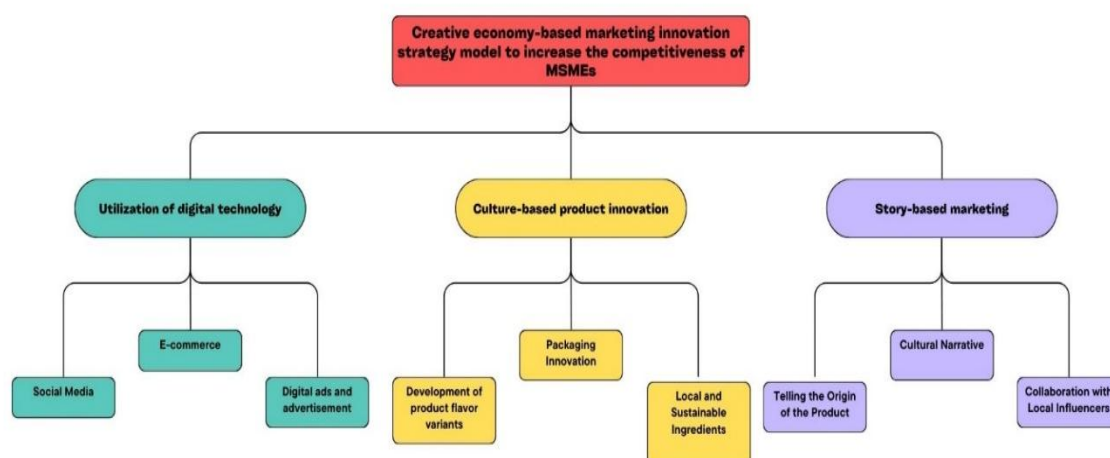 Creative economy-based marketing innovation
strategy model to increase the competitiveness of
MSMEs
Utilization of digital technology
Culture-based product innovation
Story-based marketing
Social Media
E-commerce
Digital ads and
advertisement
Development of
product flavor
variants
Packaging
Innovation
Local and
Sustainable
Ingredients
Telling the Origin
of the Product
Cultural Narrative
Collaboration with
Local Influencers